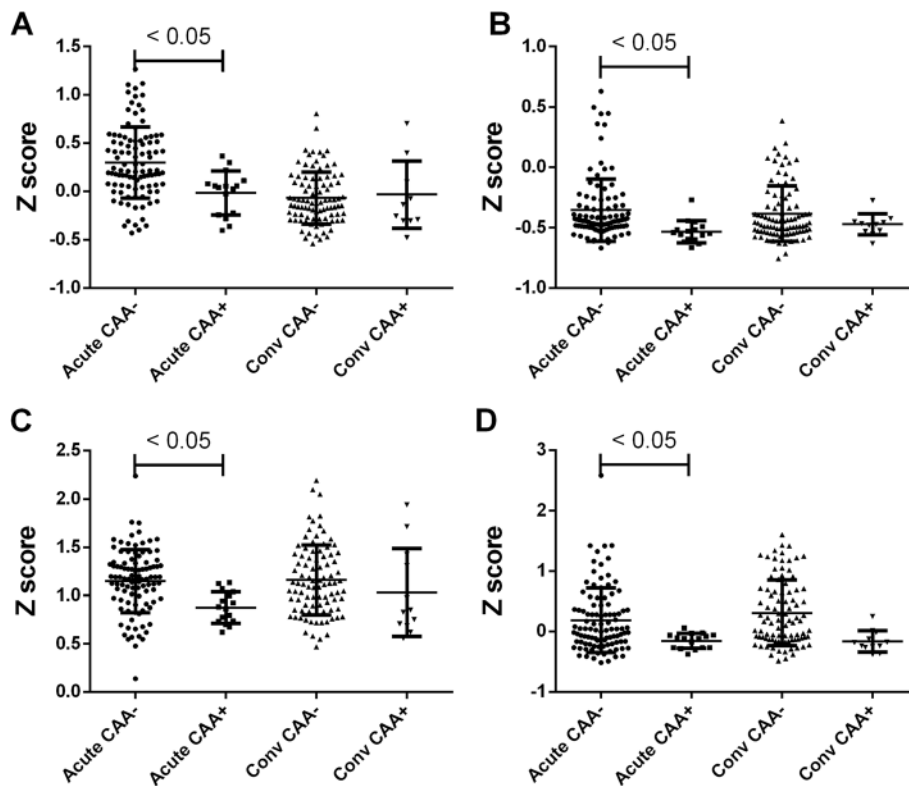 A
< 0.05
Z score
1.5
1.0
0.5
0.0
-0.5
-1.0
Acute CAA-
Acute CAA+
Conv CAA-
Conv CAA+
B
< 0.05
Z score
1.0
0.5
0.0
-0.5
-1.0
Acute CAA-
Acute CAA+
Conv CAA-
Conv CAA+
C
< 0.05
Z score
2.5
2.0
1.5
1.0
0.5
0.0
Acute CAA-
Acute CAA+
Conv CAA-
Conv CAA+
D
< 0.05
Z score
3
2
1
0
-1
Acute CAA-
Acute CAA+
Conv CAA-
Conv CAA+